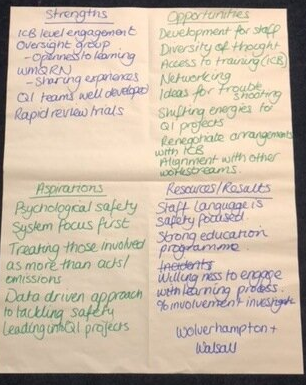 Strengths
ICB level engagement
Oversight group
- Openness to learning
WMQRN
- Sharing experiences
QI teams well developed
Rapid review trials
Opportunities
Development for staff
Diversity of thought
Access to training (ICB)
Networking
Ideas for Trouble
shooting
Shifting energies to
QI projects
Renegotiate arrangements
with ICB
Alignment with other
workstreams.
Aspirations
Psychological safety
System Focus first
Treating those involved
as more than acts/
omissions
Data driven approach
to tackling safety
leading into QI projects
Resources/Results
Staff language is
safety focused
Strong education
programme.
Incidents
Willingness to engage
with learning process.
% involvement investigate
Wolverhampton +
Walsall